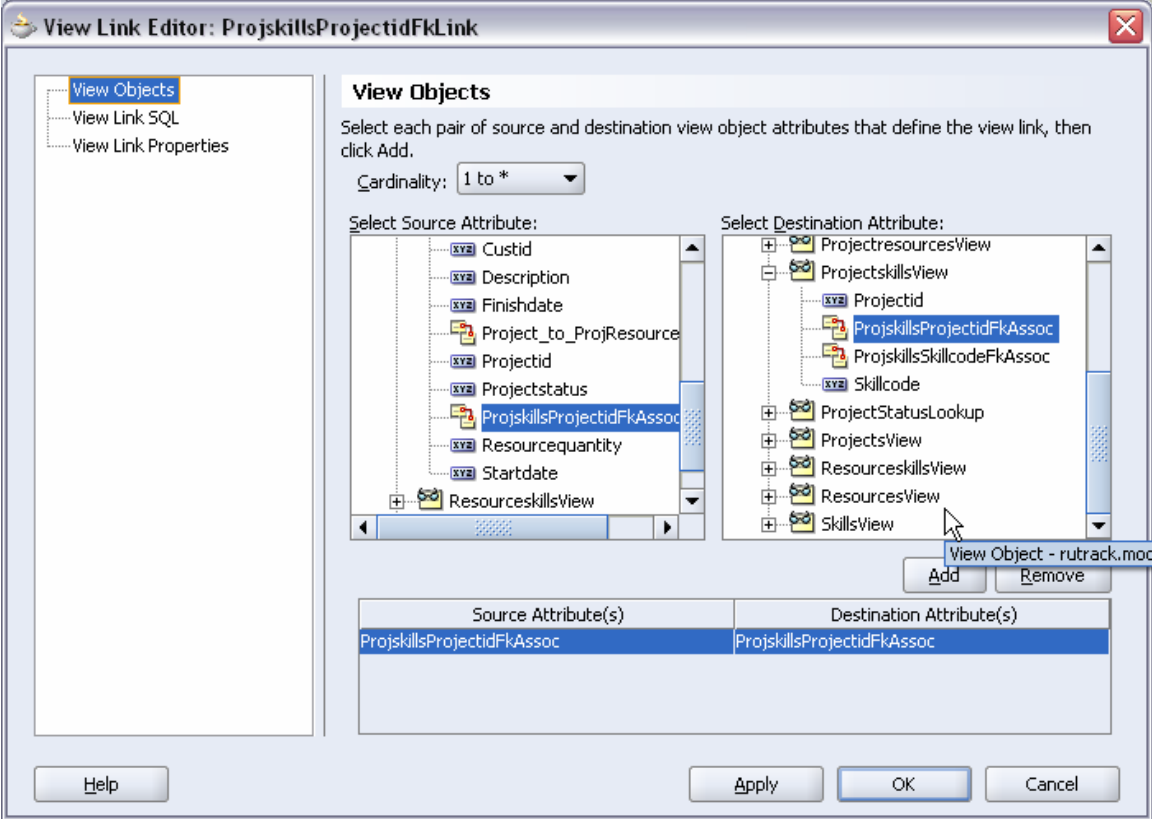 View Link Editor: ProjskillsProjectidFkLink
View Objects
View Link SQL
View Link Properties
View Objects
Select each pair of source and destination view object attributes that define the view link, then
click Add.
Cardinality: 1 to *
Select Source Attribute:
Custid
Description
Finishdate
Project_to_ProjResource
Projectid
Projectstatus
ProjskillsProjectidFkAssoc
Resourcequantity
Startdate
ResourceskillsView
Select Destination Attribute:
ProjectresourcesView
ProjectskillsView
Projectid
ProjskillsProjectidFkAssoc
ProjskillsSkillcodeFkAssoc
Skillcode
ProjectStatusLookup
ProjectsView
ResourceskillsView
ResourcesView
SkillsView
View Object - rutrack.moc
Add Remove
Source Attribute(s) Destination Attribute(s)
ProjskillsProjectidFkAssoc ProjskillsProjectidFkAssoc
Help Apply OK Cancel